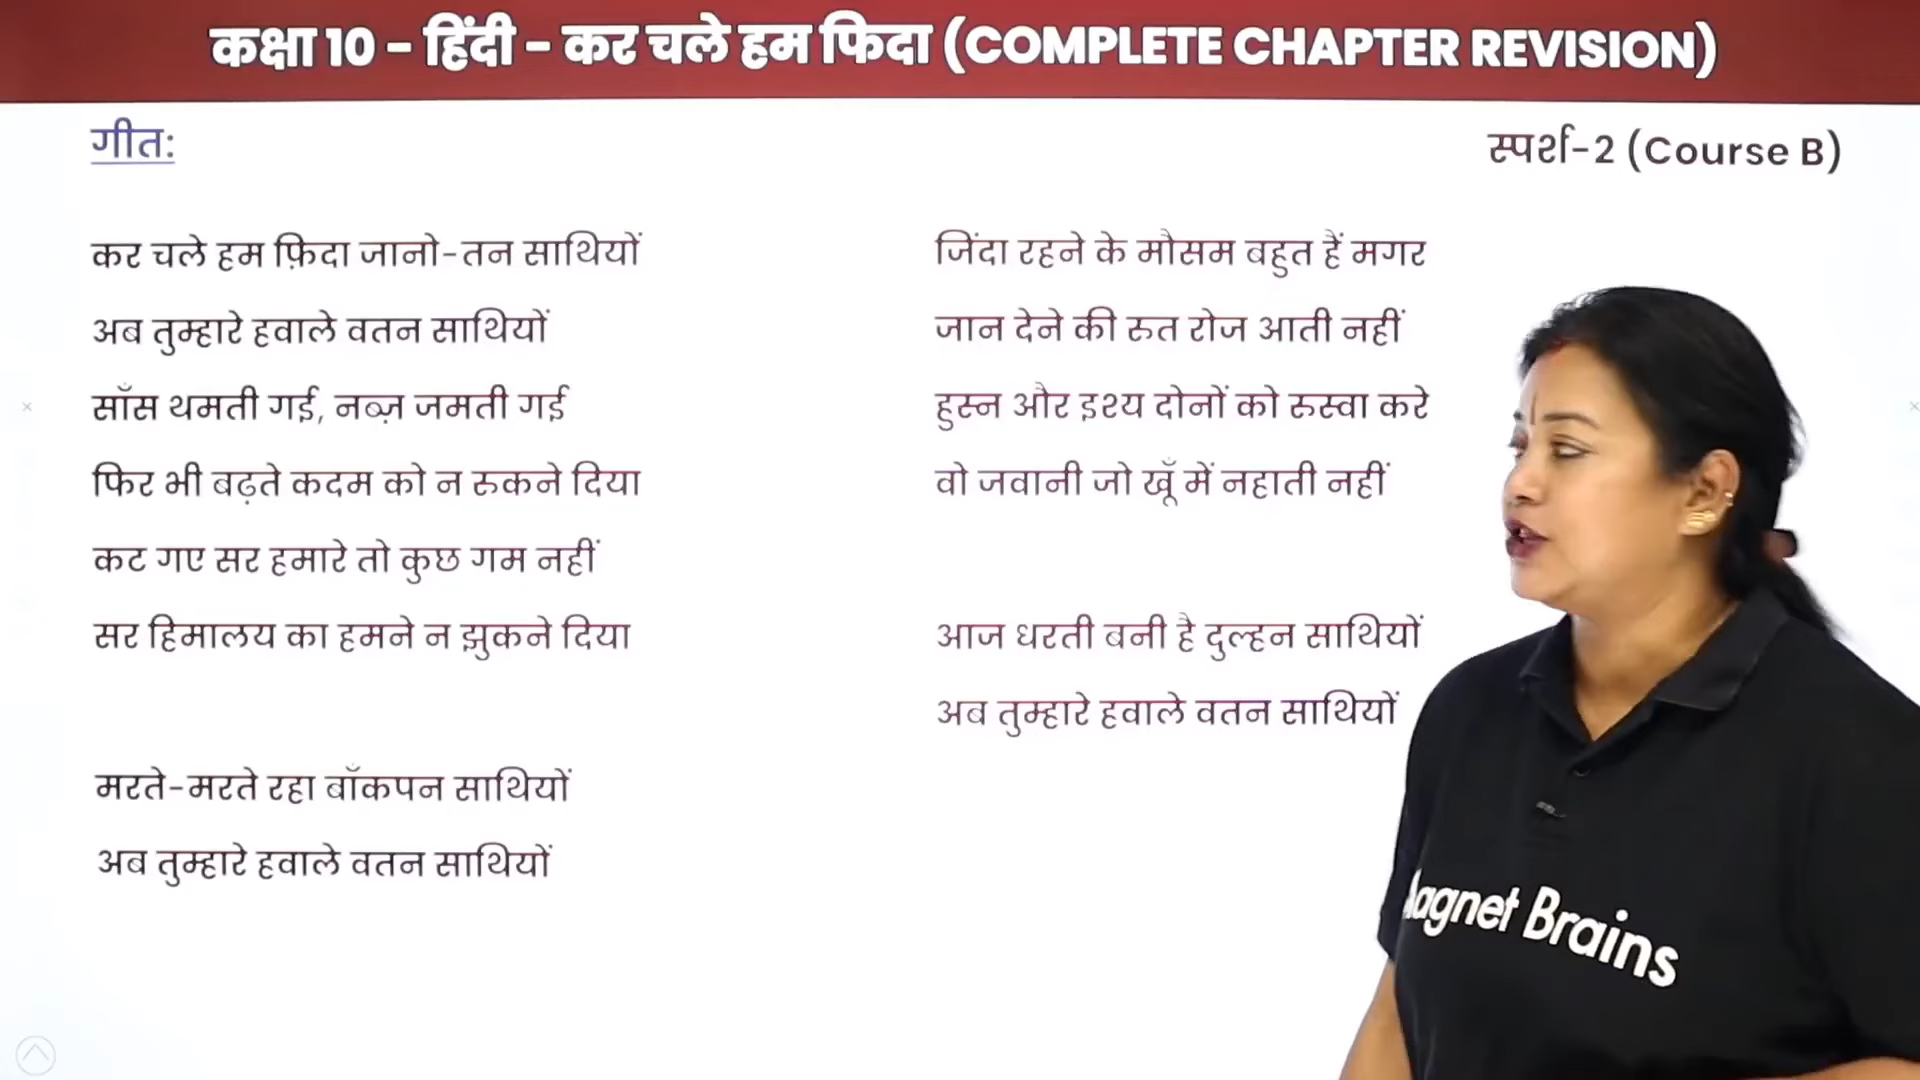 कक्षा 10 - हिंदी - कर चले हम फिदा (COMPLETE CHAPTER REVISION)
गीत:
स्पर्श-2 (Course B)
कर चले हम फ़िदा जानो-तन साथियों
अब तुम्हारे हवाले वतन साथियों
साँस थमती गई, नब्ज़ जमती गई
फिर भी बढ़ते कदम को न रुकने दिया
कट गए सर हमारे तो कुछ गम नहीं
सर हिमालय का हमने न झुकने दिया
मरते-मरते रहा बाँकपन साथियों
अब तुम्हारे हवाले वतन साथियों
जिंदा रहने के मौसम बहुत हैं मगर
जान देने की रुत रोज आती नहीं
हुस्न और इश्य दोनों को रुस्वा करे
वो जवानी जो खूँ में नहाती नहीं
आज धरती बनी है दुल्हन साथियों
अब तुम्हारे हवाले वतन साथियों
agnet Brains